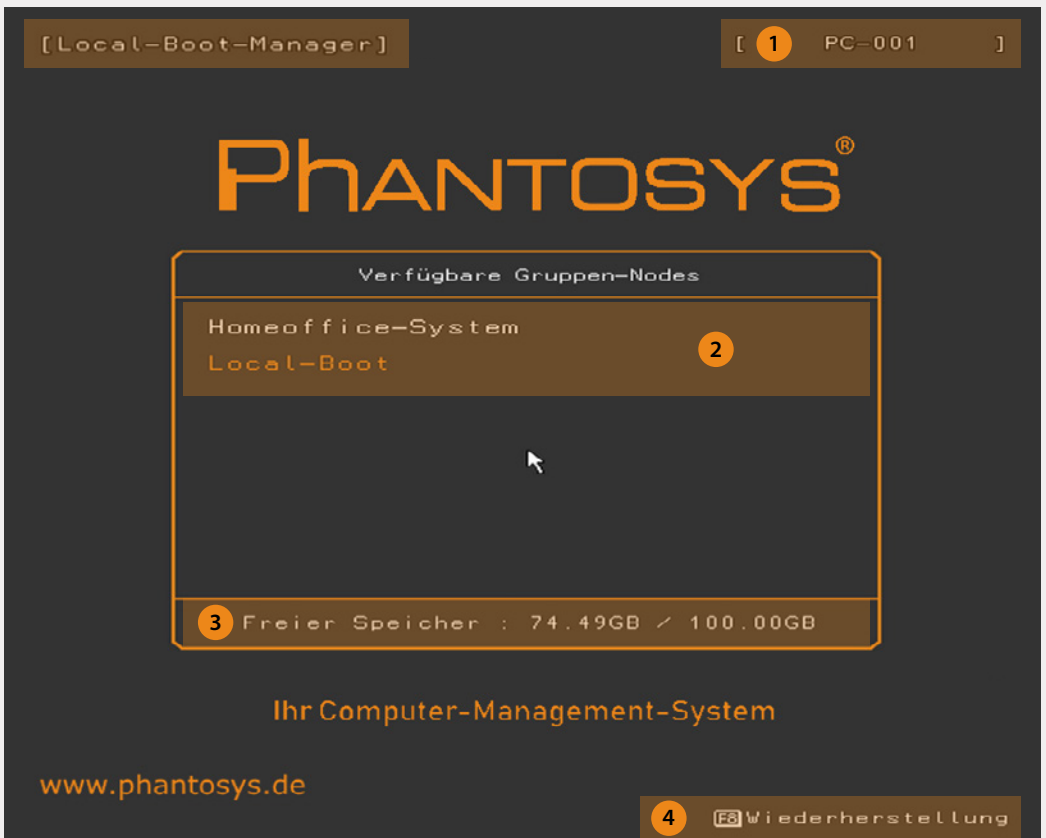 [Local-Boot-Manager]
[ 1 PC-001 ]
PHANTOSYS®
Verfügbare Gruppen-Nodes
Homeoffice-System
2
Local-Boot
3 Freier Speicher : 74.49GB / 100.00GB
Ihr Computer-Management-System
www.phantosys.de
4 F8 Wiederherstellung